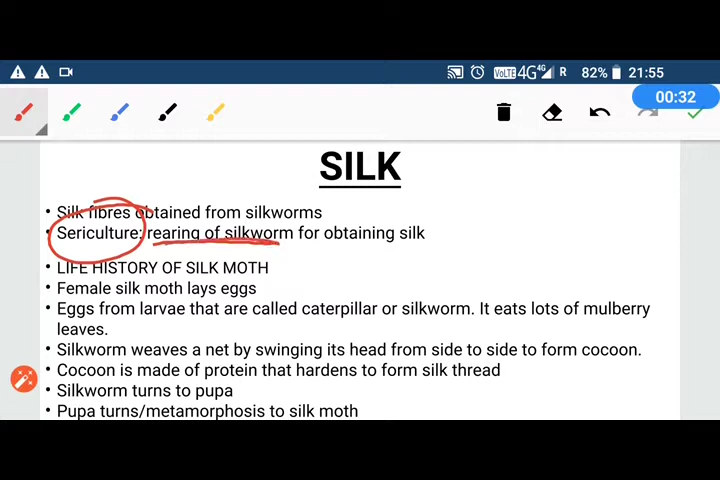 VOLTE 4G 4G R 82% 21:55
00:32
SILK
• Silk fibres obtained from silkworms
• Sericulture: rearing of silkworm for obtaining silk
• LIFE HISTORY OF SILK MOTH
• Female silk moth lays eggs
• Eggs from larvae that are called caterpillar or silkworm. It eats lots of mulberry
leaves.
• Silkworm weaves a net by swinging its head from side to side to form cocoon.
• Cocoon is made of protein that hardens to form silk thread
• Silkworm turns to pupa
• Pupa turns/metamorphosis to silk moth